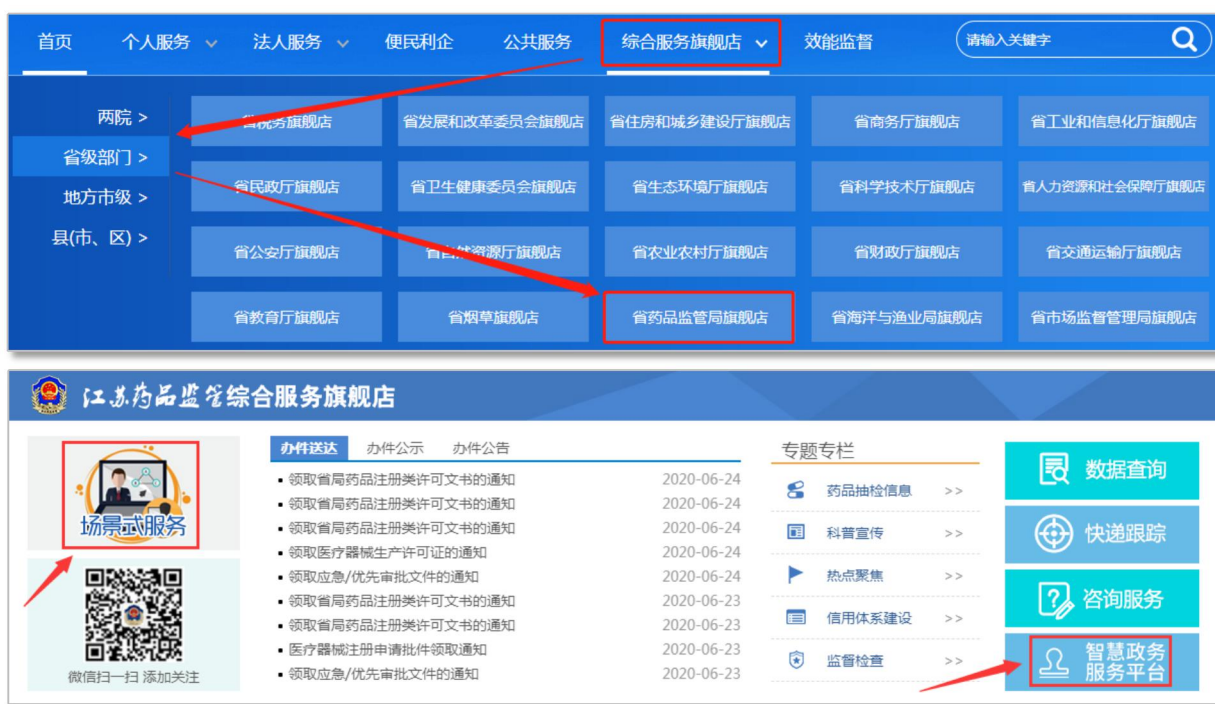 首页 个人服务 法人服务 便民利企 公共服务 综合服务旗舰店 效能监督 请输入关键字
两院 > 省税务旗舰店 省发展和改革委员会旗舰店 省住房和城乡建设厅旗舰店 省商务厅旗舰店 省工业和信息化厅旗舰店
省级部门 >
省民政厅旗舰店 省卫生健康委员会旗舰店 省生态环境厅旗舰店 省科学技术厅旗舰店 省人力资源和社会保障厅旗舰店
地方市级 >
县(市、区) > 省公安厅旗舰店 省自然资源厅旗舰店 省农业农村厅旗舰店 省财政厅旗舰店 省交通运输厅旗舰店
省教育厅旗舰店 省烟草旗舰店 省药品监管局旗舰店 省海洋与渔业局旗舰店 省市场监督管理局旗舰店
江苏药品监管综合服务旗舰店
场景式服务
微信扫一扫 添加关注
办件送达 办件公示 办件公告
领取省局药品注册类许可文书的通知 2020-06-24
领取省局药品注册类许可文书的通知 2020-06-24
领取省局药品注册类许可文书的通知 2020-06-24
领取医疗器械生产许可证的通知 2020-06-24
领取应急/优先审批文件的通知 2020-06-24
领取省局药品注册类许可文书的通知 2020-06-23
领取省局药品注册类许可文书的通知 2020-06-23
医疗器械注册申请批件领取通知 2020-06-23
领取应急/优先审批文件的通知 2020-06-23
专题专栏
药品抽检信息 >>
科普宣传 >>
热点聚焦 >>
信用体系建设 >>
监督检查 >>
数据查询
快递跟踪
咨询服务
智慧政务
服务平台